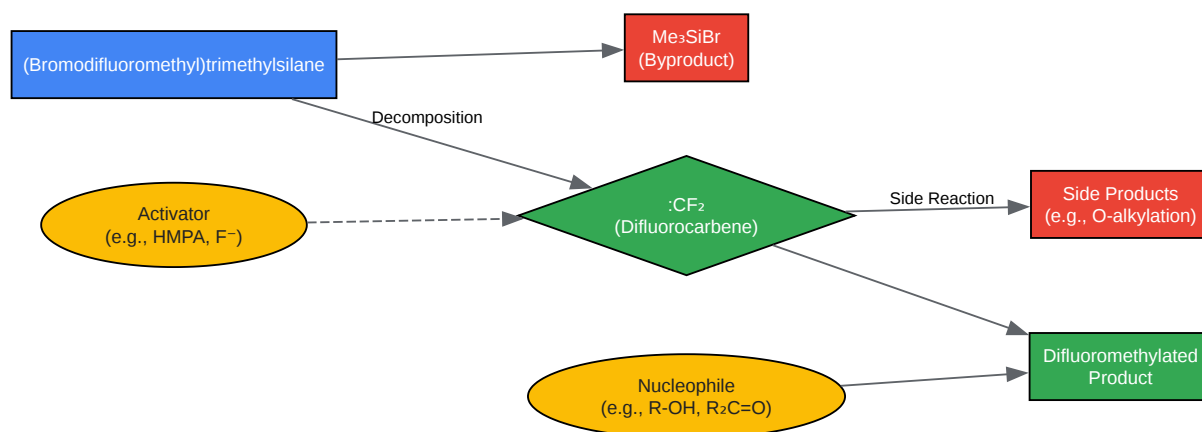 (Bromodifluoromethyl)trimethylsilane
Me₃SiBr
(Byproduct)
Decomposition
Activator
(e.g., HMPA, F⁻)
:CF₂
(Difluorocarbene)
Side Reaction
Side Products
(e.g., O-alkylation)
Nucleophile
(e.g., R-OH, R₂C=O)
Difluoromethylated
Product